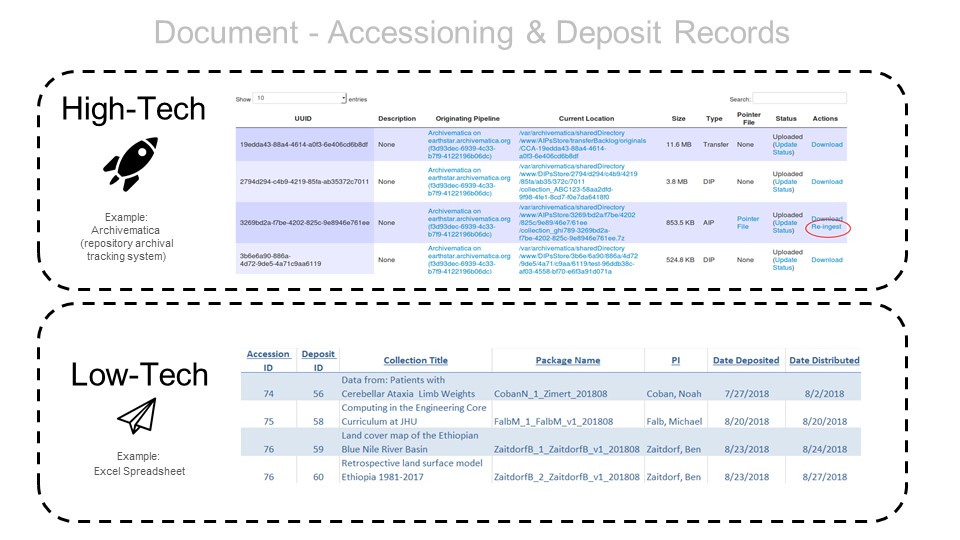 Document - Accessioning & Deposit Records
High-Tech
Example:
Archivematica
(repository archival
tracking system)
Show 10 entries
Search:
UUID Description Originating Pipeline Current Location Size Type Pointer File Status Actions
19edda43-88a4-4614-a0f3-6e406cd6b8df None Archivematica on earthstar.archivematica.org (f3d93dec-6939-4c33-b7f9-4122196b06dc) /var/archivematica/sharedDirectory/www/AIPsStore/transferBacklog/originals/CCA-19edda43-88a4-4614-a0f3-6e406cd6b8df 11.6 MB Transfer None Uploaded (Update Status) Download
2794d294-c4b9-4219-85fa-ab35372c7011 None Archivematica on earthstar.archivematica.org (f3d93dec-6939-4c33-b7f9-4122196b06dc) /var/archivematica/sharedDirectory/www/DIPsStore/2794/d294/c4b9/4219/85fa/ab35/372c/7011/collection_ABC123-58aa2dfd-9f98-4fe1-8cd7-f0e7da6418f0 3.8 MB DIP None Uploaded (Update Status) Download
3269bd2a-f7be-4202-825c-9e8946e761ee None Archivematica on earthstar.archivematica.org (f3d93dec-6939-4c33-b7f9-4122196b06dc) /var/archivematica/sharedDirectory/www/AIPsStore/3269/bd2a/f7be/4202/825c/9e89/46e7/61ee/collection_ghi789-3269bd2a-f7be-4202-825c-9e8946e761ee.7z 853.5 KB AIP Pointer File Uploaded (Update Status) Download Re-ingest
3b6e6a90-886a-4d72-9de5-4a71c9aa6119 None Archivematica on earthstar.archivematica.org (f3d93dec-6939-4c33-b7f9-4122196b06dc) /var/archivematica/sharedDirectory/www/DIPsStore/3b6e/6a90/886a/4d72/9de5/4a71/c9aa/6119/test-96ddb38c-af03-4558-bf70-e6f3a91d071a 524.8 KB DIP None Uploaded (Update Status) Download
Low-Tech
Example:
Excel Spreadsheet
Accession ID Deposit ID Collection Title Package Name PI Date Deposited Date Distributed
74 56 Data from: Patients with Cerebellar Ataxia Limb Weights CobanN_1_Zimert_201808 Coban, Noah 7/27/2018 8/2/2018
75 58 Computing in the Engineering Core Curriculum at JHU FalbM_1_FalbM_v1_201808 Falb, Michael 8/20/2018 8/20/2018
76 59 Land cover map of the Ethiopian Blue Nile River Basin ZaitdorfB_1_ZaitdorfB_v1_201808 Zaitdorf, Ben 8/23/2018 8/24/2018
76 60 Retrospective land surface model Ethiopia 1981-2017 ZaitdorfB_2_ZaitdorfB_v1_201808 Zaitdorf, Ben 8/23/2018 8/27/2018